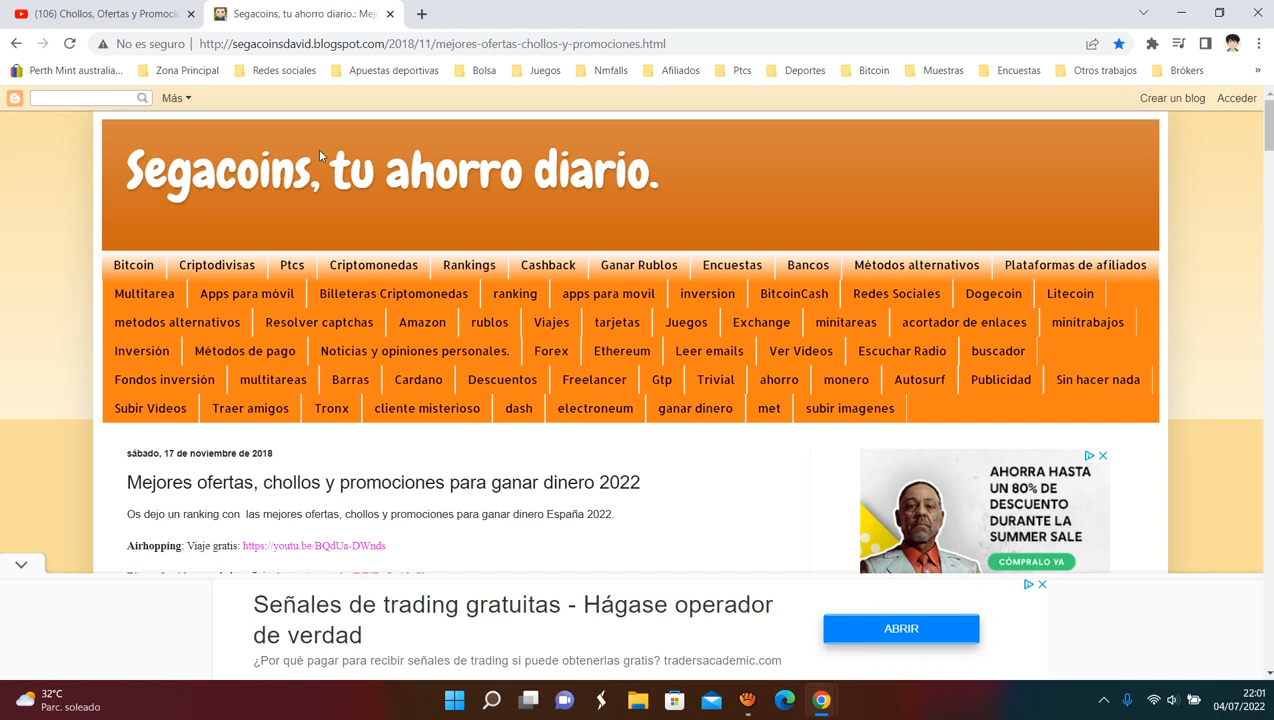 (106) Chollos, Ofertas y Promocio
Segacoins, tu ahorro diario.: Mej
No es seguro
http://segacoinsdavid.blogspot.com/2018/11/mejores-ofertas-chollos-y-promociones.html
Perth Mint australia... Zona Principal Redes sociales Apuestas deportivas Bolsa Juegos Nmfalls Afiliados Ptcs Deportes Bitcoin Muestras Encuestas Otros trabajos Brókers »
Más Crear un blog Acceder
Segacoins, tu ahorro diario.
Bitcoin Criptodivisas Ptcs Criptomonedas Rankings Cashback Ganar Rublos Encuestas Bancos Métodos alternativos Plataformas de afiliados
Multitarea Apps para móvil Billeteras Criptomonedas ranking apps para movil inversion BitcoinCash Redes Sociales Dogecoin Litecoin
metodos alternativos Resolver captchas Amazon rublos Viajes tarjetas Juegos Exchange minitareas acortador de enlaces minitrabajos
Inversión Métodos de pago Noticias y opiniones personales. Forex Ethereum Leer emails Ver Videos Escuchar Radio buscador
Fondos inversión multitareas Barras Cardano Descuentos Freelancer Gtp Trivial ahorro monero Autosurf Publicidad Sin hacer nada
Subir Videos Traer amigos Tronx cliente misterioso dash electroneum ganar dinero met subir imagenes
sábado, 17 de noviembre de 2018
Mejores ofertas, chollos y promociones para ganar dinero 2022
Os dejo un ranking con las mejores ofertas, chollos y promociones para ganar dinero España 2022.
Airhopping: Viaje gratis: https://youtu.be/BQdUa-DWnds
AHORRA HASTA
UN 80% DE
DESCUENTO
DURANTE LA
SUMMER SALE
CÓMPRALO YA
Señales de trading gratuitas - Hágase operador
de verdad
¿Por qué pagar para recibir señales de trading si puede obtenerlas gratis? tradersacademic.com
ABRIR
32°C
Parc. soleado
22:01
04/07/2022